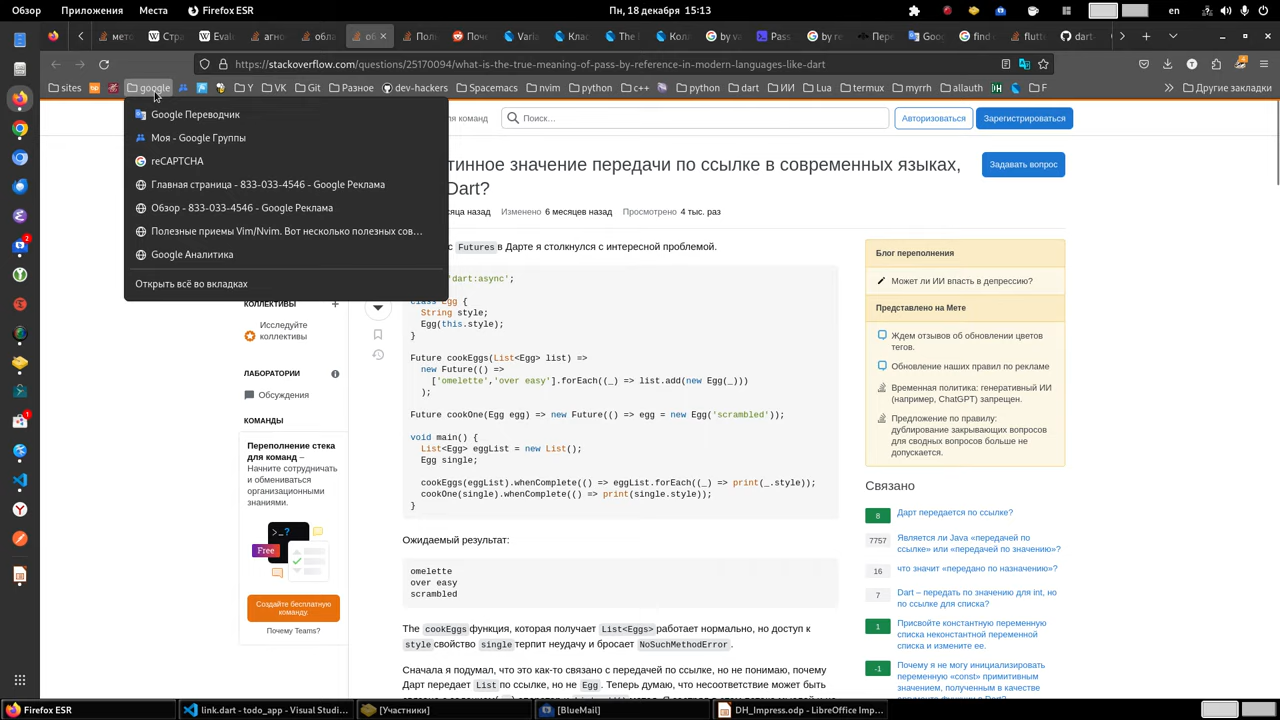 Обзор Приложения Места Firefox ESR Пн, 18 декабря 15:13
об Pass
https://stackoverflow.com/questions/25170094/what-is-the-true-meaning-of-pass-by-reference-in-modern-languages-like-dart
sites google Y VK Git Разное dev-hackers Spacemacs nvim python dart ИИ Lua termux myrrh allauth F Другие закладки
Google Переводчик
Моя - Google Группы
reCAPTCHA
Главная страница - 833-033-4546 - Google Реклама
Обзор - 833-033-4546 - Google Реклама
Полезные приемы Vim/Nvim. Вот несколько полезных сов...
Google Аналитика
Открыть всё во вкладках
ля команд Поиск… Авторизоваться Зарегистрироваться
тинное значение передачи по ссылке в современных языках,
Dart?
Задавать вопрос
сяца назад Изменено 6 месяцев назад Просмотрено 4 тыс. раз
с Futures в Дарте я столкнулся с интересной проблемой.
'dart:async';
class Egg {
String style;
Egg(this.style);
}
Future cookEggs(List<Egg> list) =>
new Future(() =>
['omelette','over easy'].forEach((_) => list.add(new Egg(_)))
);
Future cookOne(Egg egg) => new Future(() => egg = new Egg('scrambled'));
void main() {
List<Egg> eggList = new List();
Egg single;
cookEggs(eggList).whenComplete(() => eggList.forEach((_) => print(_.style));
cookOne(single).whenComplete(() => print(single.style));
}
Ожидаемый результат:
omelette
over easy
scrambled
The cookEggs функция, которая получает List<Eggs> работает нормально, но доступ к
style свойство single терпит неудачу и бросает NoSuchMethodError.
Сначала я подумал, что это как-то связано с передачей по ссылке, но не понимаю, почему
Дарт передает List по ссылке, но не Egg. Теперь думаю, что несоответствие может быть
КОЛЛЕКТИВЫ
Исследуйте
коллективы
ЛАБОРАТОРИИ
Обсуждения
КОМАНДЫ
Переполнение стека
для команд –
Начните сотрудничать
и обмениваться
организационными
знаниями.
Free
Создайте бесплатную
команду.
Почему Teams?
Блог переполнения
Может ли ИИ впасть в депрессию?
Представлено на Мете
Ждем отзывов об обновлении цветов
тегов.
Обновление наших правил по рекламе
Временная политика: генеративный ИИ
(например, ChatGPT) запрещен.
Предложение по правилу:
дублирование закрывающих вопросов
для сводных вопросов больше не
допускается.
Связано
8 Дарт передается по ссылке?
7757 Является ли Java «передачей по
ссылке» или «передачей по значению»?
16 что значит «передано по назначению»?
7 Dart – передать по значению для int, но
по ссылке для списка?
1 Присвойте константную переменную
списка неконстантной переменной
списка и измените ее.
-1 Почему я не могу инициализировать
переменную «const» примитивным
значением, полученным в качестве
Firefox ESR link.txt - todo_app - Visual Studi... [Участники] [BlueMail] DH_Impress.odp - LibreOffice Imp...